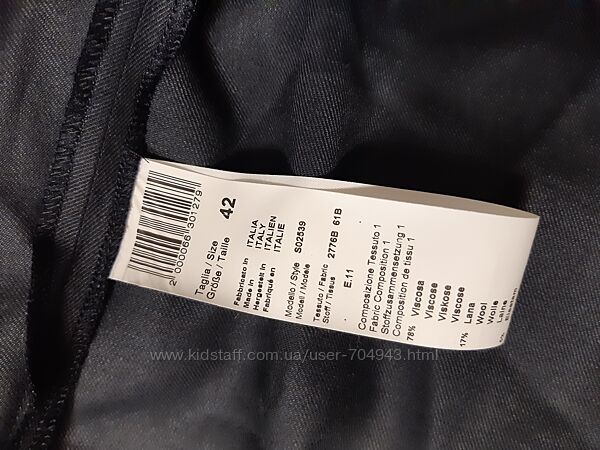 2 000066 301279
Taglia / Size
Größe / Taille
42
Fabbricato in ITALIA
Made in ITALY
Hergestellt in ITALIEN
Fabriqué en ITALIE
Modello / Style
Modell / Modèle
S02539
Tessuto / Fabric
Stoff / Tissus
2776B 61B
E.11
Composizione Tessuto 1
Fabric Composition 1
Stoffzusammensetzung 1
Composition de tissu 1
78% Viscosa
Viscose
Viskose
Viscose
17% Lana
Wool
Wolle
Laine
www.kidstaff.com.ua/user-704943.html